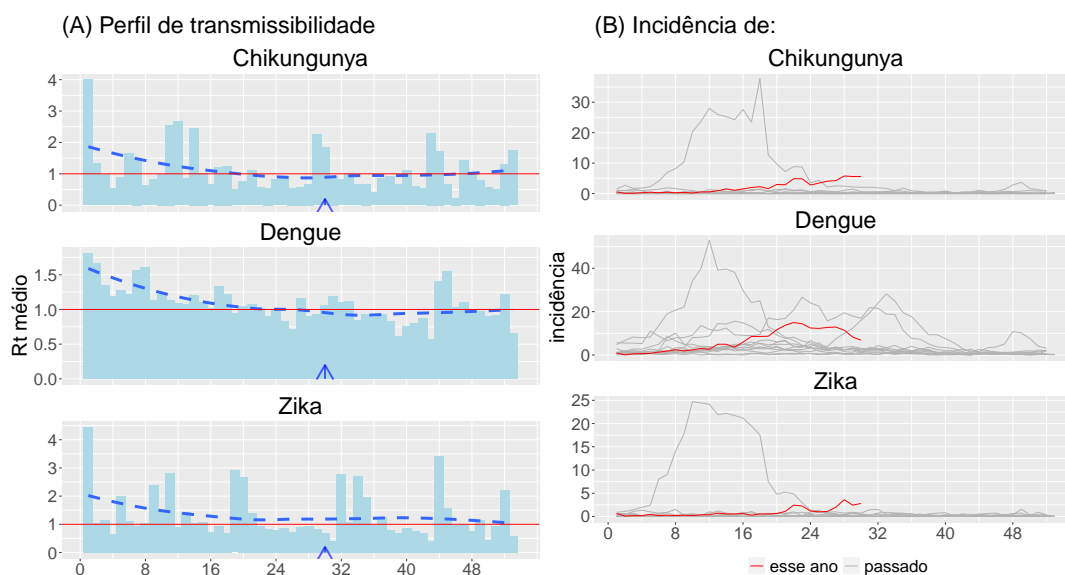 (A) Perfil de transmissibilidade
Chikungunya
4
3
2
1
0
Dengue
1.5
1.0
0.5
0.0
Rt médio
Zika
4
3
2
1
0
0 8 16 24 32 40 48
(B) Incidência de:
Chikungunya
30
20
10
0
Dengue
40
20
0
incidência
Zika
25
20
15
10
5
0
0 8 16 24 32 40 48
esse ano passado